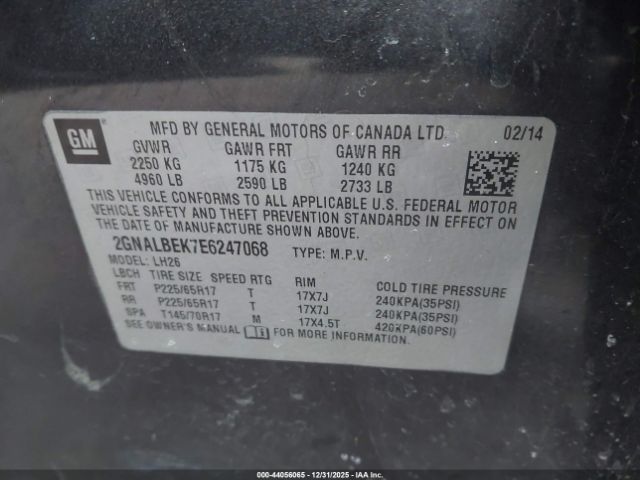 GM
MFD BY GENERAL MOTORS OF CANADA LTD 02/14
GVWR GAWR FRT GAWR RR
2250 KG 1175 KG 1240 KG
4960 LB 2590 LB 2733 LB
THIS VEHICLE CONFORMS TO ALL APPLICABLE U.S. FEDERAL MOTOR
VEHICLE SAFETY AND THEFT PREVENTION STANDARDS IN EFFECT ON
THE DATE OF MANUFACTURE SHOWN ABOVE.
2GNALBEK7E6247068 TYPE: M.P.V.
MODEL: LH26
LBCH TIRE SIZE SPEED RTG RIM COLD TIRE PRESSURE
FRT P225/65R17 T 17X7J 240KPA(35PSI)
RR P225/65R17 T 17X7J 240KPA(35PSI)
SPA T145/70R17 M 17X4.5T 420KPA(60PSI)
SEE OWNER'S MANUAL FOR MORE INFORMATION.
000-44056065 - 12/31/2025 - IAAI.COM